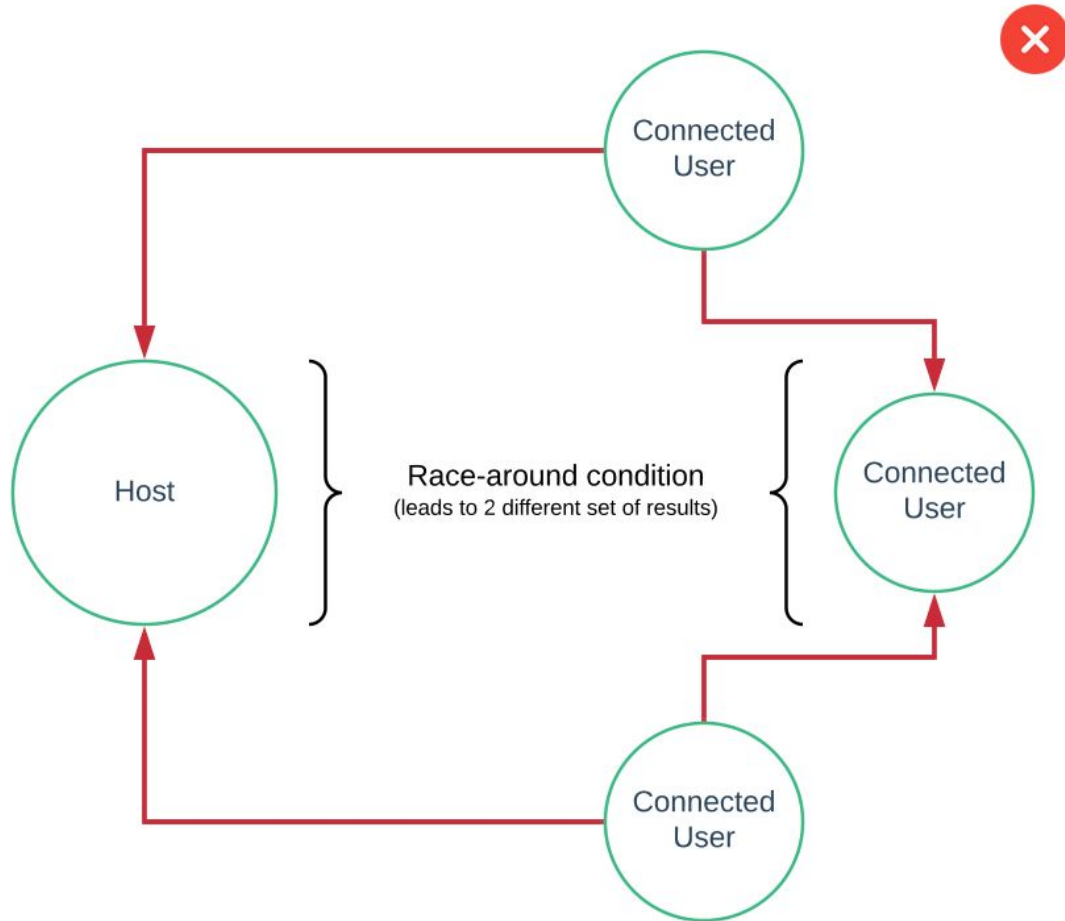 Connected
User
Host
Race-around condition
(leads to 2 different set of results)
Connected
User
Connected
User